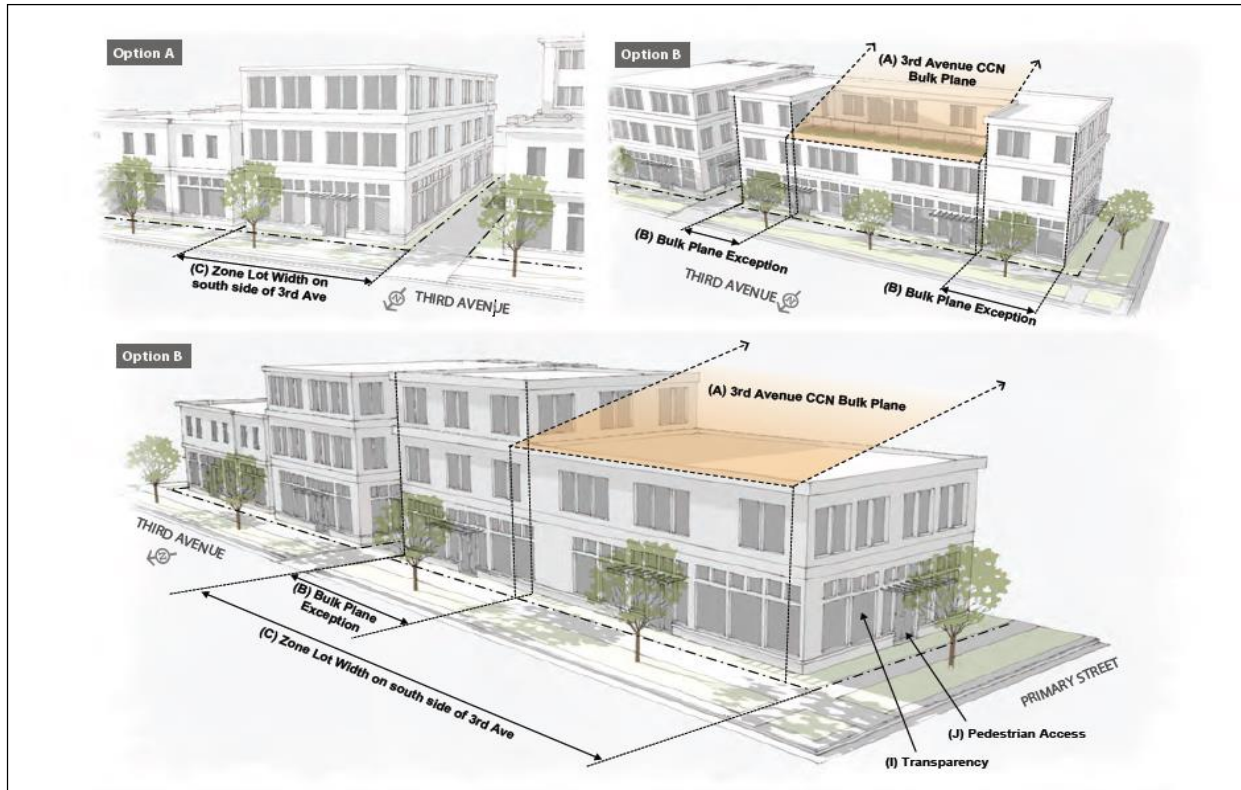 Option A
(C) Zone Lot Width on
south side of 3rd Ave
THIRD AVENUE
Option B
(A) 3rd Avenue CCN
Bulk Plane
(B) Bulk Plane Exception
THIRD AVENUE
(B) Bulk Plane Exception
Option B
(A) 3rd Avenue CCN Bulk Plane
THIRD AVENUE
(B) Bulk Plane
Exception
(C) Zone Lot Width on south side of 3rd Ave
PRIMARY STREET
(J) Pedestrian Access
(I) Transparency